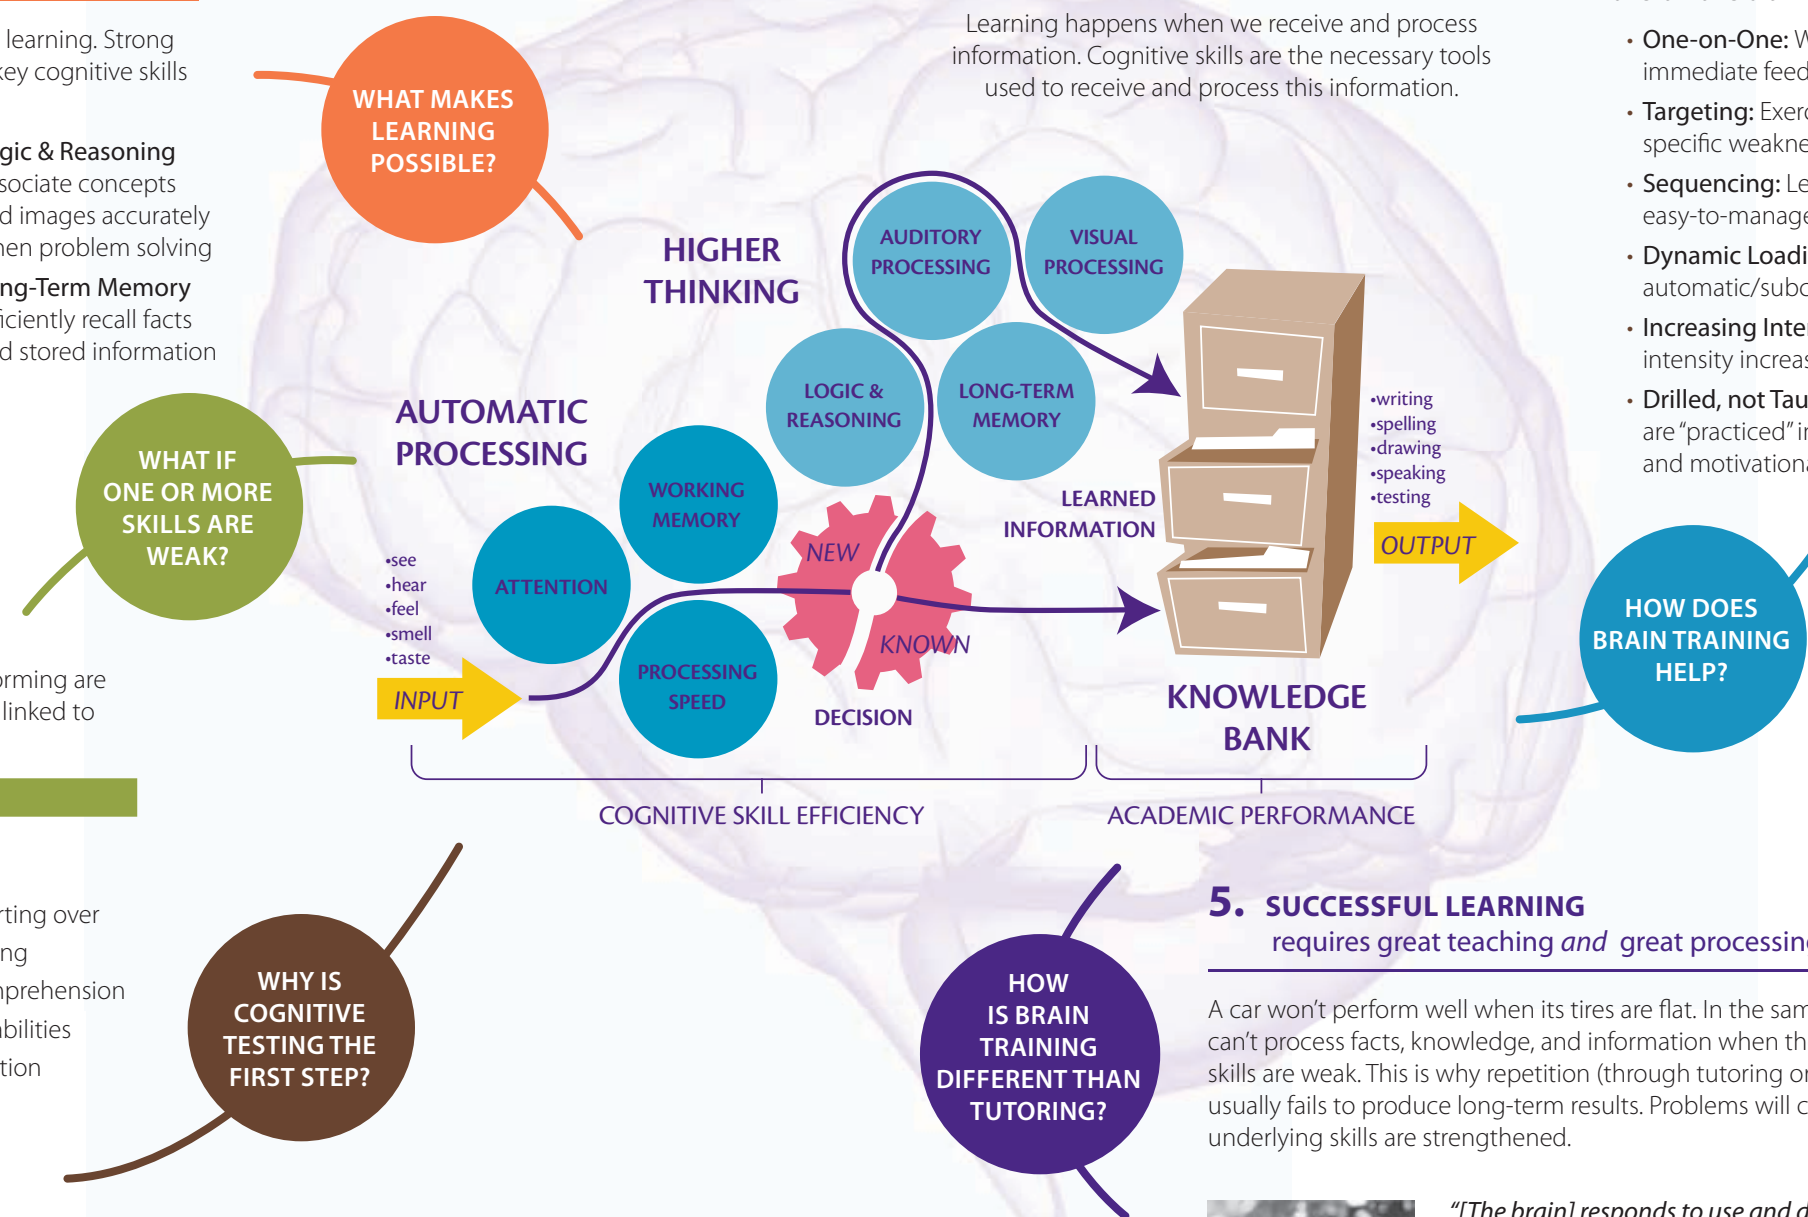 learning. Strong
key cognitive skills
gic & Reasoning
sociate concepts
d images accurately
hen problem solving
ng-Term Memory
ficiently recall facts
d stored information
WHAT MAKES
LEARNING
POSSIBLE?
Learning happens when we receive and process
information. Cognitive skills are the necessary tools
used to receive and process this information.
• One-on-One: W
immediate feed
• Targeting: Exerc
specific weakne
• Sequencing: Le
easy-to-manage
• Dynamic Loadi
automatic/subc
• Increasing Inter
intensity increas
• Drilled, not Tau
are “practiced” i
and motivationa
WHAT IF
ONE OR MORE
SKILLS ARE
WEAK?
HIGHER
THINKING
AUDITORY
PROCESSING
VISUAL
PROCESSING
LOGIC &
REASONING
LONG-TERM
MEMORY
AUTOMATIC
PROCESSING
WORKING
MEMORY
ATTENTION
PROCESSING
SPEED
•see
•hear
•feel
•smell
•taste
INPUT
NEW
KNOWN
DECISION
LEARNED
INFORMATION
•writing
•spelling
•drawing
•speaking
•testing
OUTPUT
KNOWLEDGE
BANK
COGNITIVE SKILL EFFICIENCY
ACADEMIC PERFORMANCE
HOW DOES
BRAIN TRAINING
HELP?
orming are
linked to
rting over
ng
mprehension
abilities
tion
WHY IS
COGNITIVE
TESTING THE
FIRST STEP?
HOW
IS BRAIN
TRAINING
DIFFERENT THAN
TUTORING?
5. SUCCESSFUL LEARNING
requires great teaching and great processing
A car won’t perform well when its tires are flat. In the sam
can’t process facts, knowledge, and information when th
skills are weak. This is why repetition (through tutoring or
usually fails to produce long-term results. Problems will c
underlying skills are strengthened.
“[The brain] responds to use and d